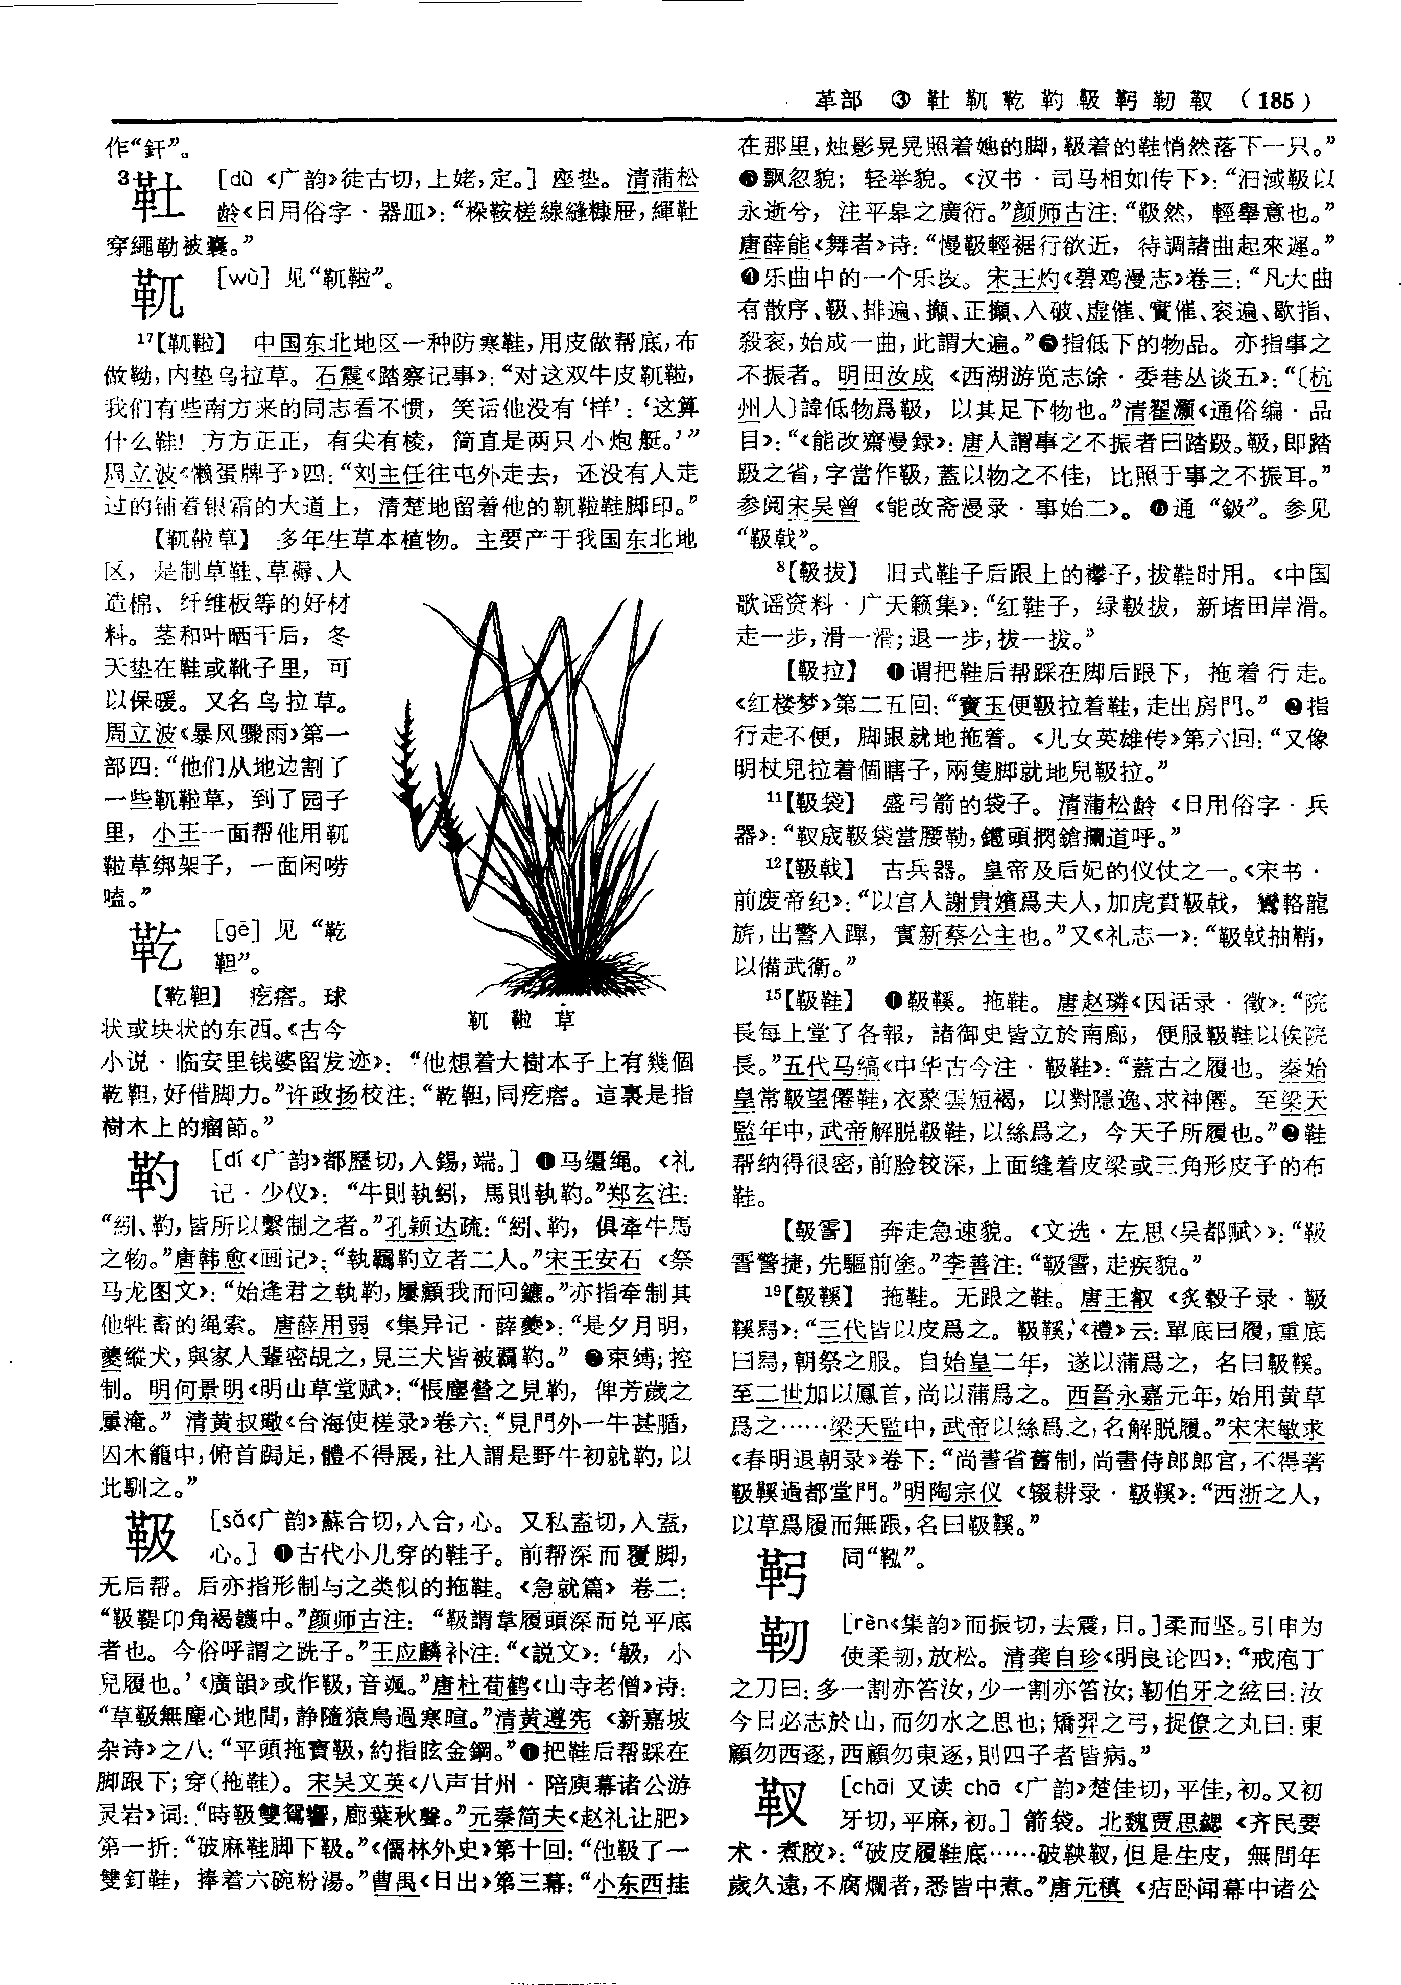 革部 ③ 𩉛 靰 𩉐 靮 靸 𩉡 靭 靫 （185）
作“釬”。
3 𩉛 [dù 《广韵》徒古切，上姥，定。] 座垫。清蒲松
龄《日用俗字·器皿》：
穿繩勒被囊。”
靰 [wù] 见“靰鞡”。
17【靰鞡】 中国东北地区一种防寒鞋，用皮做帮底，布
做靿，内垫乌拉草。石震《踏察记事》：“对这双牛皮靰鞡，
我们有些南方来的同志看不惯，笑话他没有‘样’：‘这算
什么鞋！方方正正，有尖有棱，简直是两只小炮艇。’”
周立波《懒蛋牌子》四：“刘主任往屯外走去，还没有人走
过的铺着银霜的大道上，清楚地留着他的靰鞡鞋脚印。”
【靰鞡草】 多年生草本植物。主要产于我国东北地
区，是制草鞋、草褥、人
造棉、纤维板等的好材
料。茎和叶晒干后，冬
天垫在鞋或靴子里，可
以保暖。又名乌拉草。
周立波《暴风骤雨》第一
部四：“他们从地边割了
一些靰鞡草，到了园子
里，小王一面帮他用靰
鞡草绑架子，一面闲唠
嗑。”
靰 鞡 草
[gē] 见“
”。
疙瘩。球
状或块状的东西。《古今
小说·临安里钱婆留发迹》：“他想着大樹本子上有幾個
，好借脚力。”许政扬校注：“，同疙瘩。這裏是指
樹木上的瘤節。”
靮 [dí 《广韵》都歷切，入錫，端。] ❶马缰绳。《礼
记·少仪》：“牛則執紖，馬則執靮。”郑玄注：
“紖、靮，皆所以繫制之者。”孔颖达疏：“紖、靮，俱牽牛馬
之物。”唐韩愈《画记》：“執羈靮立者二人。”宋王安石《祭
马龙图文》：“始逢君之執靮，屢顧我而回鑣。”亦指牵制其
他牲畜的绳索。唐薛用弱《集异记·薛夔》：“是夕月明，
夔縱犬，與家人輩密覘之，見三犬皆被羈靮。” ❷束缚；控
制。明何景明《明山草堂赋》：“悵塵鞿之見靮，俾芳歲之
屢淹。” 清黄叔璥《台海使槎录》卷六：“見門外一牛甚腯，
囚木籠中，俯首跼足，體不得展，社人謂是野牛初就靮，以
此馴之。”
靸 [sǎ《广韵》蘇合切，入合，心。又私盍切，入盍，
心。] ❶古代小儿穿的鞋子。前帮深而覆脚，
无后帮。后亦指形制与之类似的拖鞋。《急就篇》卷二：
“靸鞮卬角褐韤巾。”颜师古注：“靸謂韋履頭深而兑平底
者也。今俗呼謂之跣子。”王应麟补注：“《説文》：‘靸，小
兒履也。’《廣韻》或作靸，音颯。”唐杜荀鹤《山寺老僧》诗：
“草靸無塵心地閒，静隨猿鳥過寒暄。”清黄遵宪《新嘉坡
杂诗》之八：“平頭拖寶靸，約指眩金鋼。”❷把鞋后帮踩在
脚跟下；穿(拖鞋)。宋吴文英《八声甘州·陪庾幕诸公游
灵岩》词：“時靸雙鴛響，廊葉秋聲。”元秦简夫《赵礼让肥》
第一折：“破麻鞋脚下靸。”《儒林外史》第十回：“他靸了一
雙釘鞋，捧着六碗粉湯。”曹禺《日出》第三幕：“小东西挂
在那里，烛影晃晃照着她的脚，靸着的鞋悄然落下一只。”
❸飘忽貌；轻举貌。《汉书·司马相如传下》：“汩淢靸以
永逝兮，注平皋之廣衍。”颜师古注：“靸然，輕舉意也。”
唐薛能《舞者》诗：“慢靸輕裾行欲近，待調諸曲起來遲。”
❹乐曲中的一个乐段。宋王灼《碧鸡漫志》卷三：“凡大曲
有散序、靸、排遍、攧、正攧、入破、虚催、實催、衮遍、歇指、
殺衮，始成一曲，此謂大遍。”❺指低下的物品。亦指事之
不振者。明田汝成《西湖游览志馀·委巷丛谈五》：“〔杭
州人〕諱低物爲靸，以其足下物也。”清翟灏《通俗编·品
目》：“《能改齋漫録》：唐人謂事之不振者曰踏趿。靸，即踏
趿之省，字當作靸，蓋以物之不佳，比照于事之不振耳。”
参阅宋吴曾《能改斋漫录·事始二》。❻通“鈒”。参见
“靸戟”。
8【靸拔】 旧式鞋子后跟上的襻子，拔鞋时用。《中国
歌谣资料·广天籁集》：“红鞋子，绿靸拔，新堵田岸滑。
走一步，滑一滑；退一步，拔一拔。”
【靸拉】 ❶谓把鞋后帮踩在脚后跟下，拖着行走。
《红楼梦》第二五回：“寶玉便靸拉着鞋，走出房門。” ❷指
行走不便，脚跟就地拖着。《儿女英雄传》第六回：“又像
明杖兒拉着個瞎子，兩隻脚就地兒靸拉。”
11【靸袋】 盛弓箭的袋子。清蒲松龄《日用俗字·兵
器》：
12【靸戟】 古兵器。皇帝及后妃的仪仗之一。《宋书·
前废帝纪》：“以宫人謝貴嬪爲夫人，加虎賁靸戟，鸞輅龍
旂，出警入蹕，實新蔡公主也。”又《礼志一》：“靸戟抽鞘，
以備武衛。”
15【靸鞋】 ❶靸鞵。拖鞋。唐赵璘《因话录·徵》：“院
長每上堂了各報，諸御史皆立於南廊，便服靸鞋以俟院
長。”五代马缟《中华古今注·靸鞋》：“蓋古之履也。秦始
皇常靸望僊鞋，衣蒙雲短褐，以對隱逸、求神僊。至梁天
監年中，武帝解脱靸鞋，以絲爲之，今天子所履也。”❷鞋
帮纳得很密，前脸较深，上面缝着皮梁或三角形皮子的布
鞋。
【靸霅】 奔走急速貌。《文选·左思〈吴都赋〉》：“靸
霅警捷，先驅前塗。”李善注：“靸霅，走疾貌。”
19【靸鞵】 拖鞋。无跟之鞋。唐王叡《炙毂子录·靸
鞵舄》：“三代皆以皮爲之。靸鞵，《禮》云：單底曰履，重底
曰舄，朝祭之服。自始皇二年，遂以蒲爲之，名曰靸鞵。
至二世加以鳳首，尚以蒲爲之。西晉永嘉元年，始用黄草
爲之……梁天監中，武帝以絲爲之，名解脱履。”宋宋敏求
《春明退朝录》卷下：“尚書省舊制，尚書侍郎郎官，不得著
靸鞵過都堂門。”明陶宗仪《辍耕录·靸鞵》：“西浙之人，
以草爲履而無跟，名曰靸鞵。”
同“鞃”。
靭 [rèn《集韵》而振切，去震，日。]柔而坚。引申为
使柔韧，放松。清龚自珍《明良论四》：“戒庖丁
之刀曰：多一割亦笞汝，少一割亦笞汝；靭伯牙之絃曰：汝
今日必志於山，而勿水之思也；矯羿之弓，捉僚之丸曰：東
顧勿西逐，西顧勿東逐，則四子者皆病。”
靫 [chāi 又读 chā 《广韵》楚佳切，平佳，初。又初
牙切，平麻，初。] 箭袋。北魏贾思勰《齐民要
术·煮胶》：“破皮履鞋底……破鞅靫，但是生皮，無問年
歲久遠，不腐爛者，悉皆中煮。”唐元稹《痁卧闻幕中诸公